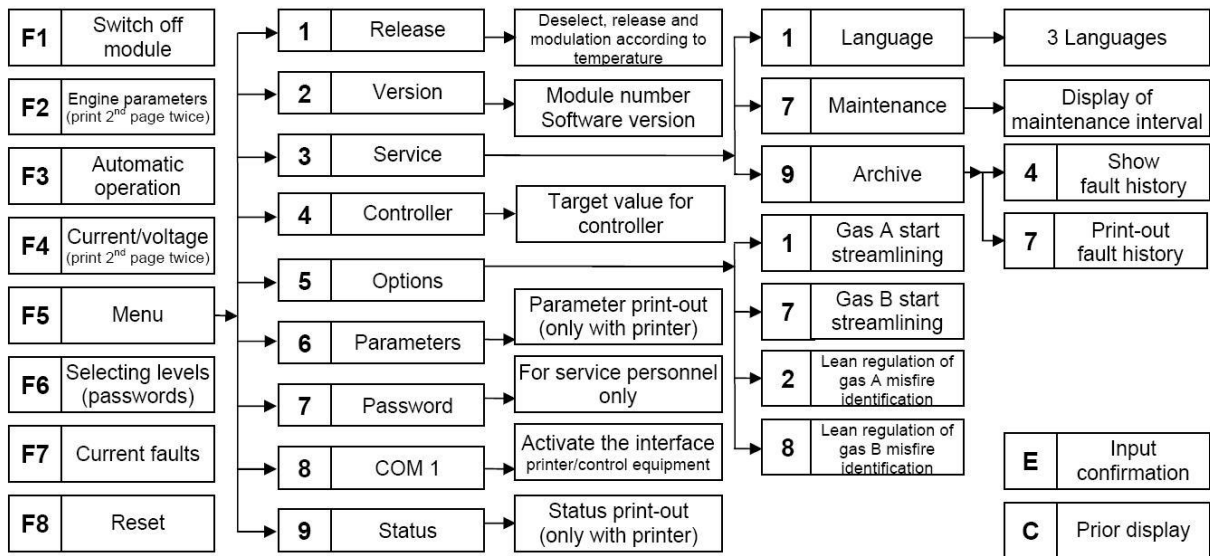 F1
Switch off
module
F2
Engine parameters
(print 2nd page twice)
F3
Automatic
operation
F4
Current/voltage
(print 2nd page twice)
F5
Menu
F6
Selecting levels
(passwords)
F7
Current faults
F8
Reset
1
Release
2
Version
3
Service
4
Controller
5
Options
6
Parameters
7
Password
8
COM 1
9
Status
Deselect, release and
modulation according to
temperature
Module number
Software version
Target value for
controller
Parameter print-out
(only with printer)
For service personnel
only
Activate the interface
printer/control equipment
Status print-out
(only with printer)
1
Language
7
Maintenance
9
Archive
1
Gas A start
streamlining
7
Gas B start
streamlining
2
Lean regulation of
gas A misfire
identification
8
Lean regulation of
gas B misfire
identification
3 Languages
Display of
maintenance interval
4
Show
fault history
7
Print-out
fault history
E
Input
confirmation
C
Prior display